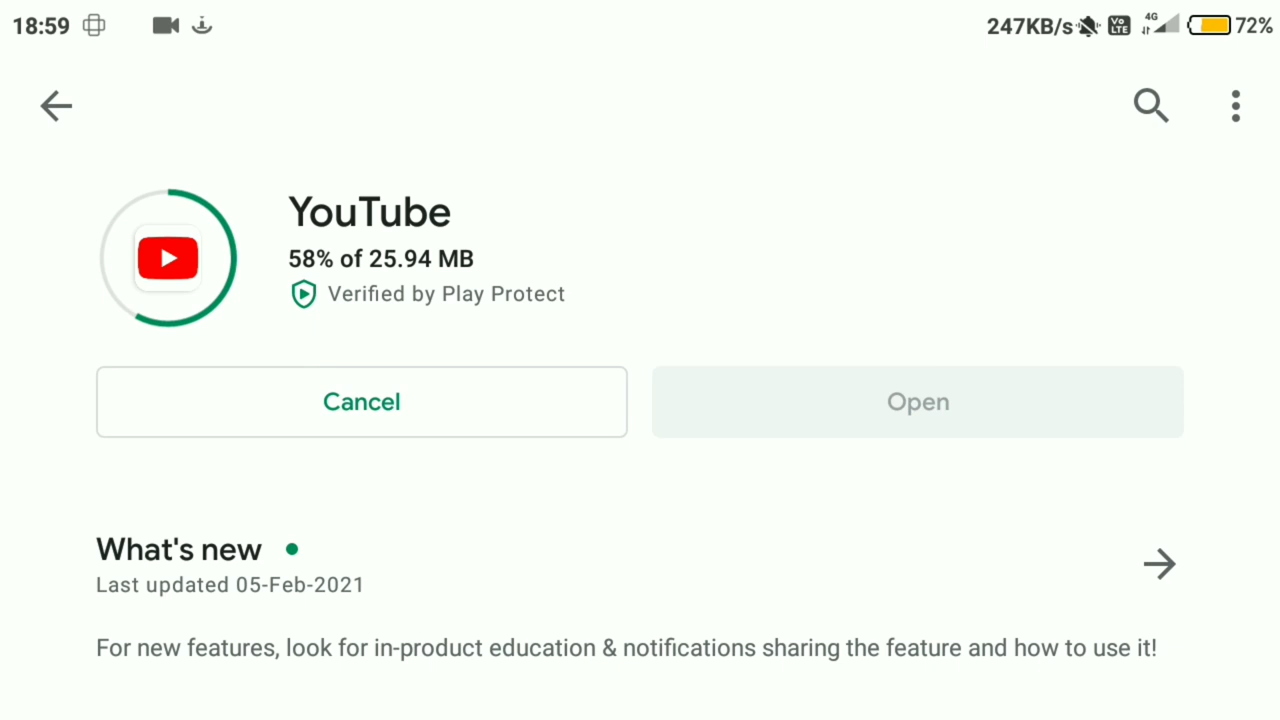 18:59 247KB/s Vo LTE 4G 72%
YouTube
58% of 25.94 MB
Verified by Play Protect
Cancel Open
What's new
Last updated 05-Feb-2021
For new features, look for in-product education & notifications sharing the feature and how to use it!